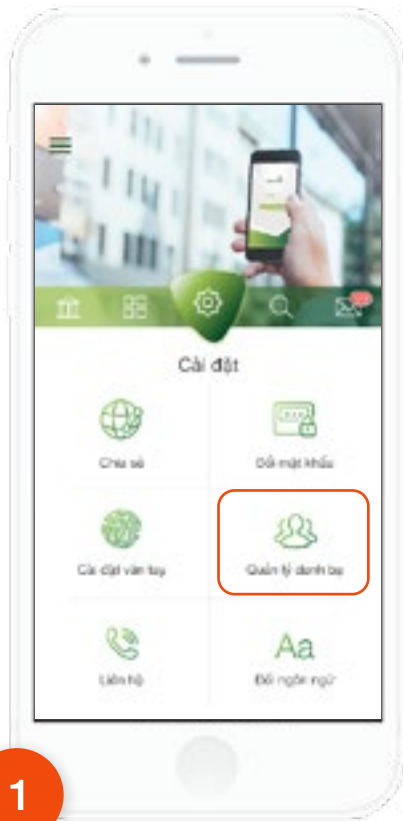 Cài đặt
Chia sẻ
Đổi mật khẩu
Cài đặt vân tay
Quản lý danh bạ
Liên hệ
Aa
Đổi ngôn ngữ
1